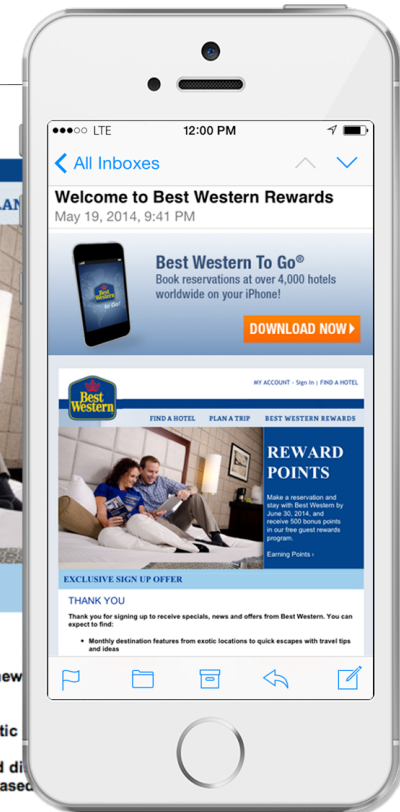 LTE
12:00 PM
All Inboxes
Welcome to Best Western Rewards
May 19, 2014, 9:41 PM
Best Western To Go®
Book reservations at over 4,000 hotels
worldwide on your iPhone!
DOWNLOAD NOW
Best
Western
to Go!
MY ACCOUNT - Sign In | FIND A HOTEL
Best
Western
FIND A HOTEL PLAN A TRIP BEST WESTERN REWARDS
REWARD
POINTS
Make a reservation and
stay with Best Western by
June 30, 2014, and
receive 500 bonus points
in our free guest rewards
program.
Earning Points ›
EXCLUSIVE SIGN UP OFFER
THANK YOU
Thank you for signing up to receive specials, news and offers from Best Western. You can
expect to find:
• Monthly destination features from exotic locations to quick escapes with travel tips
and ideas